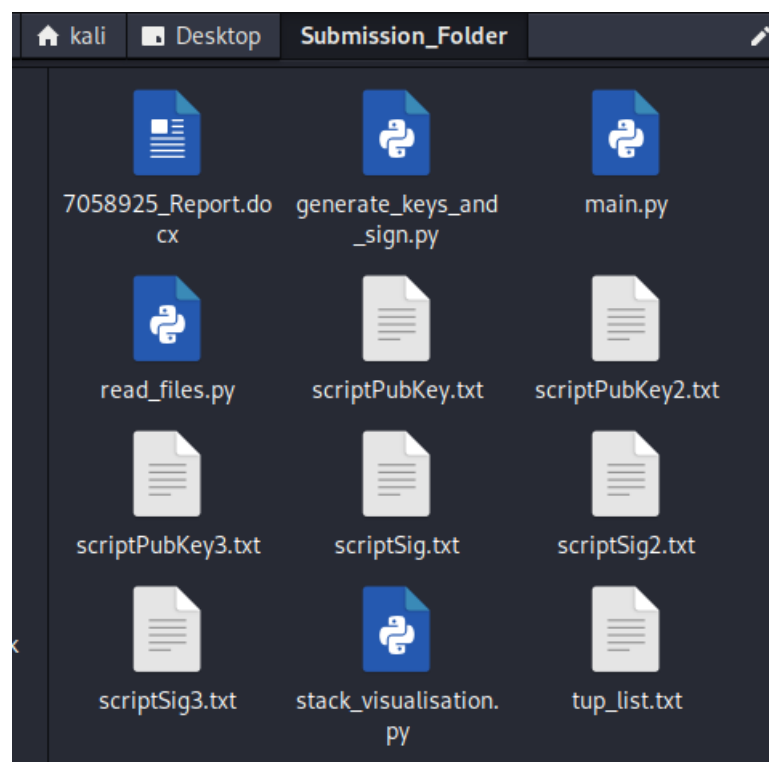 kali Desktop Submission_Folder
7058925_Report.do
cx
generate_keys_and
_sign.py
main.py
read_files.py
scriptPubKey.txt
scriptPubKey2.txt
scriptPubKey3.txt
scriptSig.txt
scriptSig2.txt
scriptSig3.txt
stack_visualisation.
py
tup_list.txt